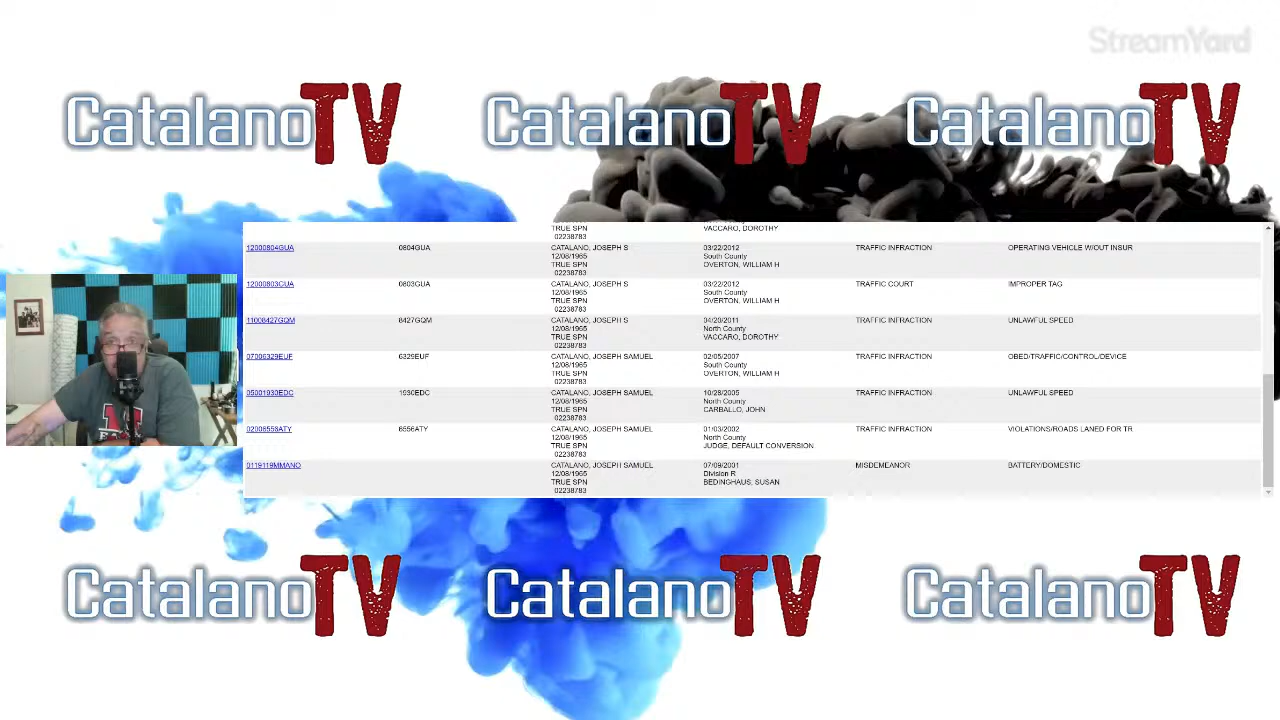 StreamYard
CatalanoTV CatalanoTV CatalanoTV
TRUE SPN VACCARO, DOROTHY
02238783
12000804GUA 0804GUA CATALANO, JOSEPH S 03/22/2012 TRAFFIC INFRACTION OPERATING VEHICLE W/OUT INSUR
12/08/1965 South County
TRUE SPN OVERTON, WILLIAM H
02238783
12000803GUA 0803GUA CATALANO, JOSEPH S 03/22/2012 TRAFFIC COURT IMPROPER TAG
12/08/1965 South County
TRUE SPN OVERTON, WILLIAM H
02238783
11008427GQM 8427GQM CATALANO, JOSEPH S 04/20/2011 TRAFFIC INFRACTION UNLAWFUL SPEED
12/08/1965 North County
TRUE SPN VACCARO, DOROTHY
02238783
07006329EUF 6329EUF CATALANO, JOSEPH SAMUEL 02/05/2007 TRAFFIC INFRACTION OBED/TRAFFIC/CONTROL/DEVICE
12/08/1965 South County
TRUE SPN OVERTON, WILLIAM H
02238783
05001930EDC 1930EDC CATALANO, JOSEPH SAMUEL 10/28/2005 TRAFFIC INFRACTION UNLAWFUL SPEED
12/08/1965 North County
TRUE SPN CARBALLO, JOHN
02238783
02006556ATY 6556ATY CATALANO, JOSEPH SAMUEL 01/03/2002 TRAFFIC INFRACTION VIOLATIONS/ROADS LANED FOR TR
12/08/1965 North County
TRUE SPN JUDGE, DEFAULT CONVERSION
02238783
0119119MMANO CATALANO, JOSEPH SAMUEL 07/09/2001 MISDEMEANOR BATTERY/DOMESTIC
12/08/1965 Division R
TRUE SPN BEDINGHAUS, SUSAN
02238783
CatalanoTV CatalanoTV CatalanoTV